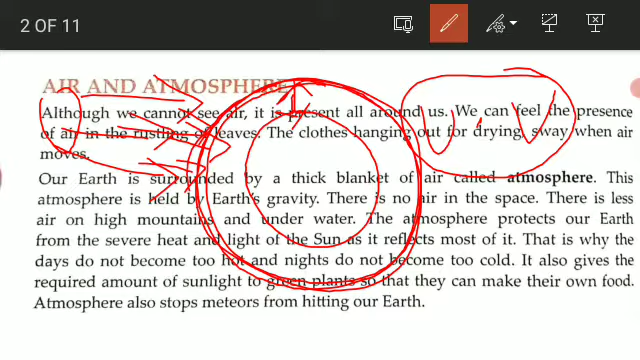 2 OF 11
AIR AND ATMOSPHERE
Although we cannot see air, it is present all around us. We can feel the presence
of air in the rustling of leaves. The clothes hanging out for drying, sway when air
moves.
Our Earth is surrounded by a thick blanket of air called atmosphere. This
atmosphere is held by Earth's gravity. There is no air in the space. There is less
air on high mountains and under water. The atmosphere protects our Earth
from the severe heat and light of the Sun as it reflects most of it. That is why the
days do not become too hot and nights do not become too cold. It also gives the
required amount of sunlight to green plants so that they can make their own food.
Atmosphere also stops meteors from hitting our Earth.
U.V